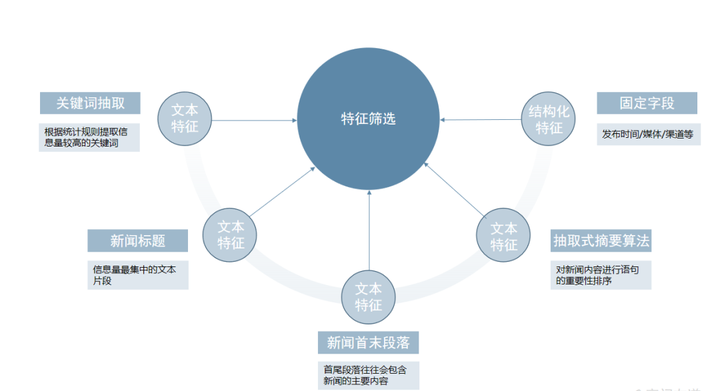 关键词抽取
根据统计规则提取信
息量较高的关键词
文本
特征
特征筛选
结构化
特征
固定字段
发布时间/媒体/渠道等
新闻标题
信息量最集中的文本
片段
文本
特征
文本
特征
抽取式摘要算法
对新闻内容进行语句
的重要性排序
文本
特征
新闻首末段落
首尾段落往往会包含
新闻的主要内容